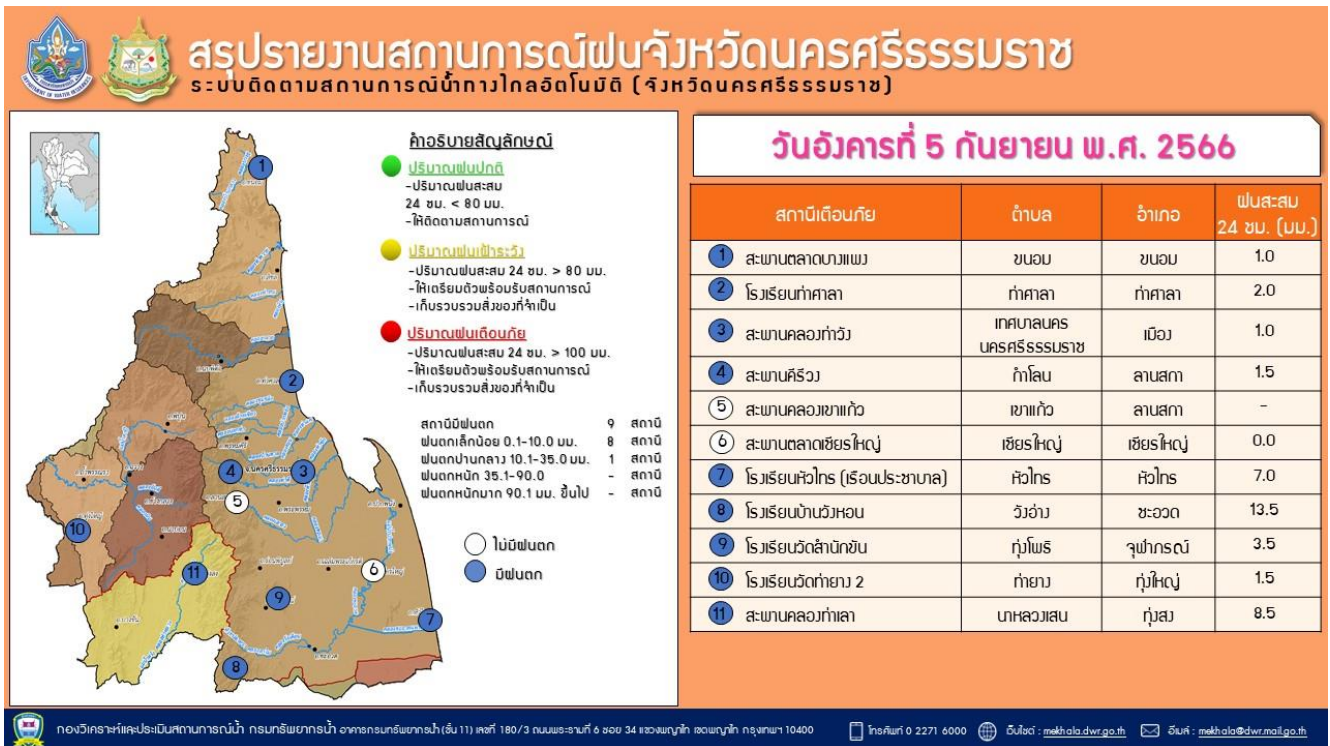 สรุปรายงานสถานการณ์ฝนจังหวัดนครศรีธรรมราช
ระบบติดตามสถานการณ์น้ำทางไกลอัตโนมัติ (จังหวัดนครศรีธรรมราช)
คำอธิบายสัญลักษณ์
ปริมาณฝนปกติ
-ปริมาณฝนสะสม
24 ชม. < 80 มม.
-ให้ติดตามสถานการณ์
ปริมาณฝนเฝ้าระวัง
-ปริมาณฝนสะสม 24 ชม. > 80 มม.
-ให้เตรียมตัวพร้อมรับสถานการณ์
-เก็บรวบรวมสิ่งของที่จำเป็น
ปริมาณฝนเตือนภัย
-ปริมาณฝนสะสม 24 ชม. > 100 มม.
-ให้เตรียมตัวพร้อมรับสถานการณ์
-เก็บรวบรวมสิ่งของที่จำเป็น
สถานีมีฝนตก 9 สถานี
ฝนตกเล็กน้อย 0.1-10.0 มม. 8 สถานี
ฝนตกปานกลาง 10.1-35.0 มม. 1 สถานี
ฝนตกหนัก 35.1-90.0 - สถานี
ฝนตกหนักมาก 90.1 มม. ขึ้นไป - สถานี
ไม่มีฝนตก
มีฝนตก
1
2
3
4
5
6
7
8
9
10
11
วันอังคารที่ 5 กันยายน พ.ศ. 2566
สถานีเตือนภัย ตำบล อำเภอ ฝนสะสม 24 ชม. (มม.)
1 สะพานตลาดบางแพง ขนอม ขนอม 1.0
2 โรงเรียนท่าศาลา ท่าศาลา ท่าศาลา 2.0
3 สะพานคลองท่าวัง เทศบาลนครนครศรีธรรมราช เมือง 1.0
4 สะพานคีรีวง กำโลน ลานสกา 1.5
5 สะพานคลองเขาแก้ว เขาแก้ว ลานสกา -
6 สะพานตลาดเชียรใหญ่ เชียรใหญ่ เชียรใหญ่ 0.0
7 โรงเรียนหัวไทร (เรือนประชาบาล) หัวไทร หัวไทร 7.0
8 โรงเรียนบ้านวังหอน วังอ่าง ชะอวด 13.5
9 โรงเรียนวัดสำนักขัน ทุ่งโพธิ จุฬาภรณ์ 3.5
10 โรงเรียนวัดท่ายาง 2 ท่ายาง ทุ่งใหญ่ 1.5
11 สะพานคลองท่าเลา นาหลวงเสน ทุ่งสง 8.5
กองวิเคราะห์และประเมินสถานการณ์น้ำ กรมทรัพยากรน้ำ อาคารกรมทรัพยากรน้ำ (ชั้น 11) เลขที่ 180/3 ถนนพระรามที่ 6 ซอย 34 แขวงพญาไท เขตพญาไท กรุงเทพฯ 10400 โทรศัพท์ 0 2271 6000 เว็บไซต์ : mekhala.dwr.go.th อีเมล์ : mekhala@dwr.mail.go.th